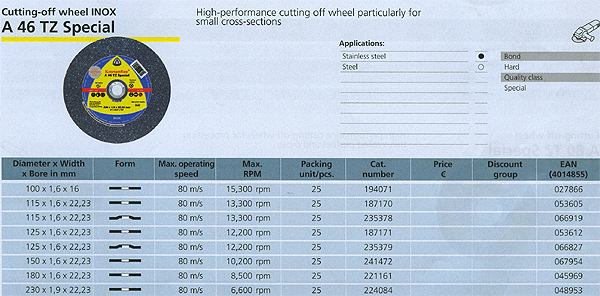 Cutting-off wheel INOX
A 46 TZ Special
High-performance cutting off wheel particularly for
small cross-sections
Applications:
Stainless steel ● Bond
Steel ○ Hard
Quality class
Special
A 46 TZ Special
Diameter x Width x Bore in mm Form Max. operating speed Max. RPM Packing unit/pcs. Cat. number Price € Discount group EAN (4014855)
100 x 1,6 x 16 80 m/s 15,300 rpm 25 194071 027866
115 x 1,6 x 22,23 80 m/s 13,300 rpm 25 187170 053605
115 x 1,6 x 22,23 80 m/s 13,300 rpm 25 235378 066919
125 x 1,6 x 22,23 80 m/s 12,200 rpm 25 187171 053612
125 x 1,6 x 22,23 80 m/s 12,200 rpm 25 235379 066827
150 x 1,6 x 22,23 80 m/s 10,200 rpm 25 241472 067954
180 x 1,6 x 22,23 80 m/s 8,500 rpm 25 221161 045969
230 x 1,9 x 22,23 80 m/s 6,600 rpm 25 224084 048953